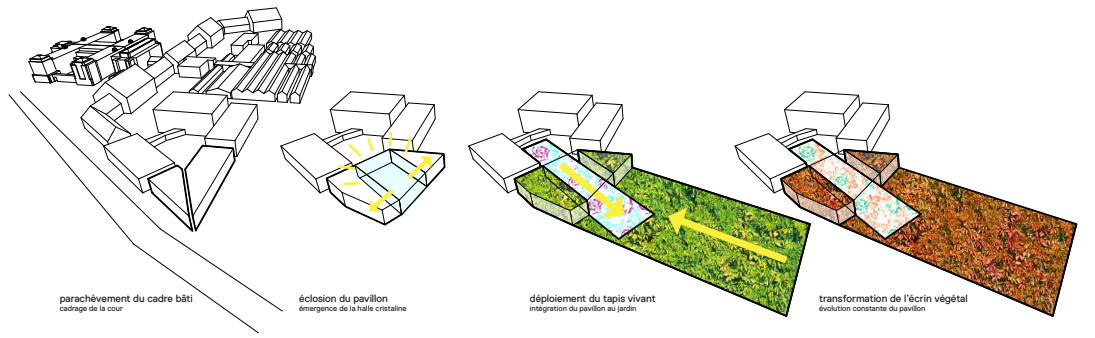 parachèvement du cadre bâti
cadrage de la cour
éclosion du pavillon
émergence de la halle cristaline
déploiement du tapis vivant
intégration du pavillon au jardin
transformation de l'écrin végétal
évolution constante du pavillon